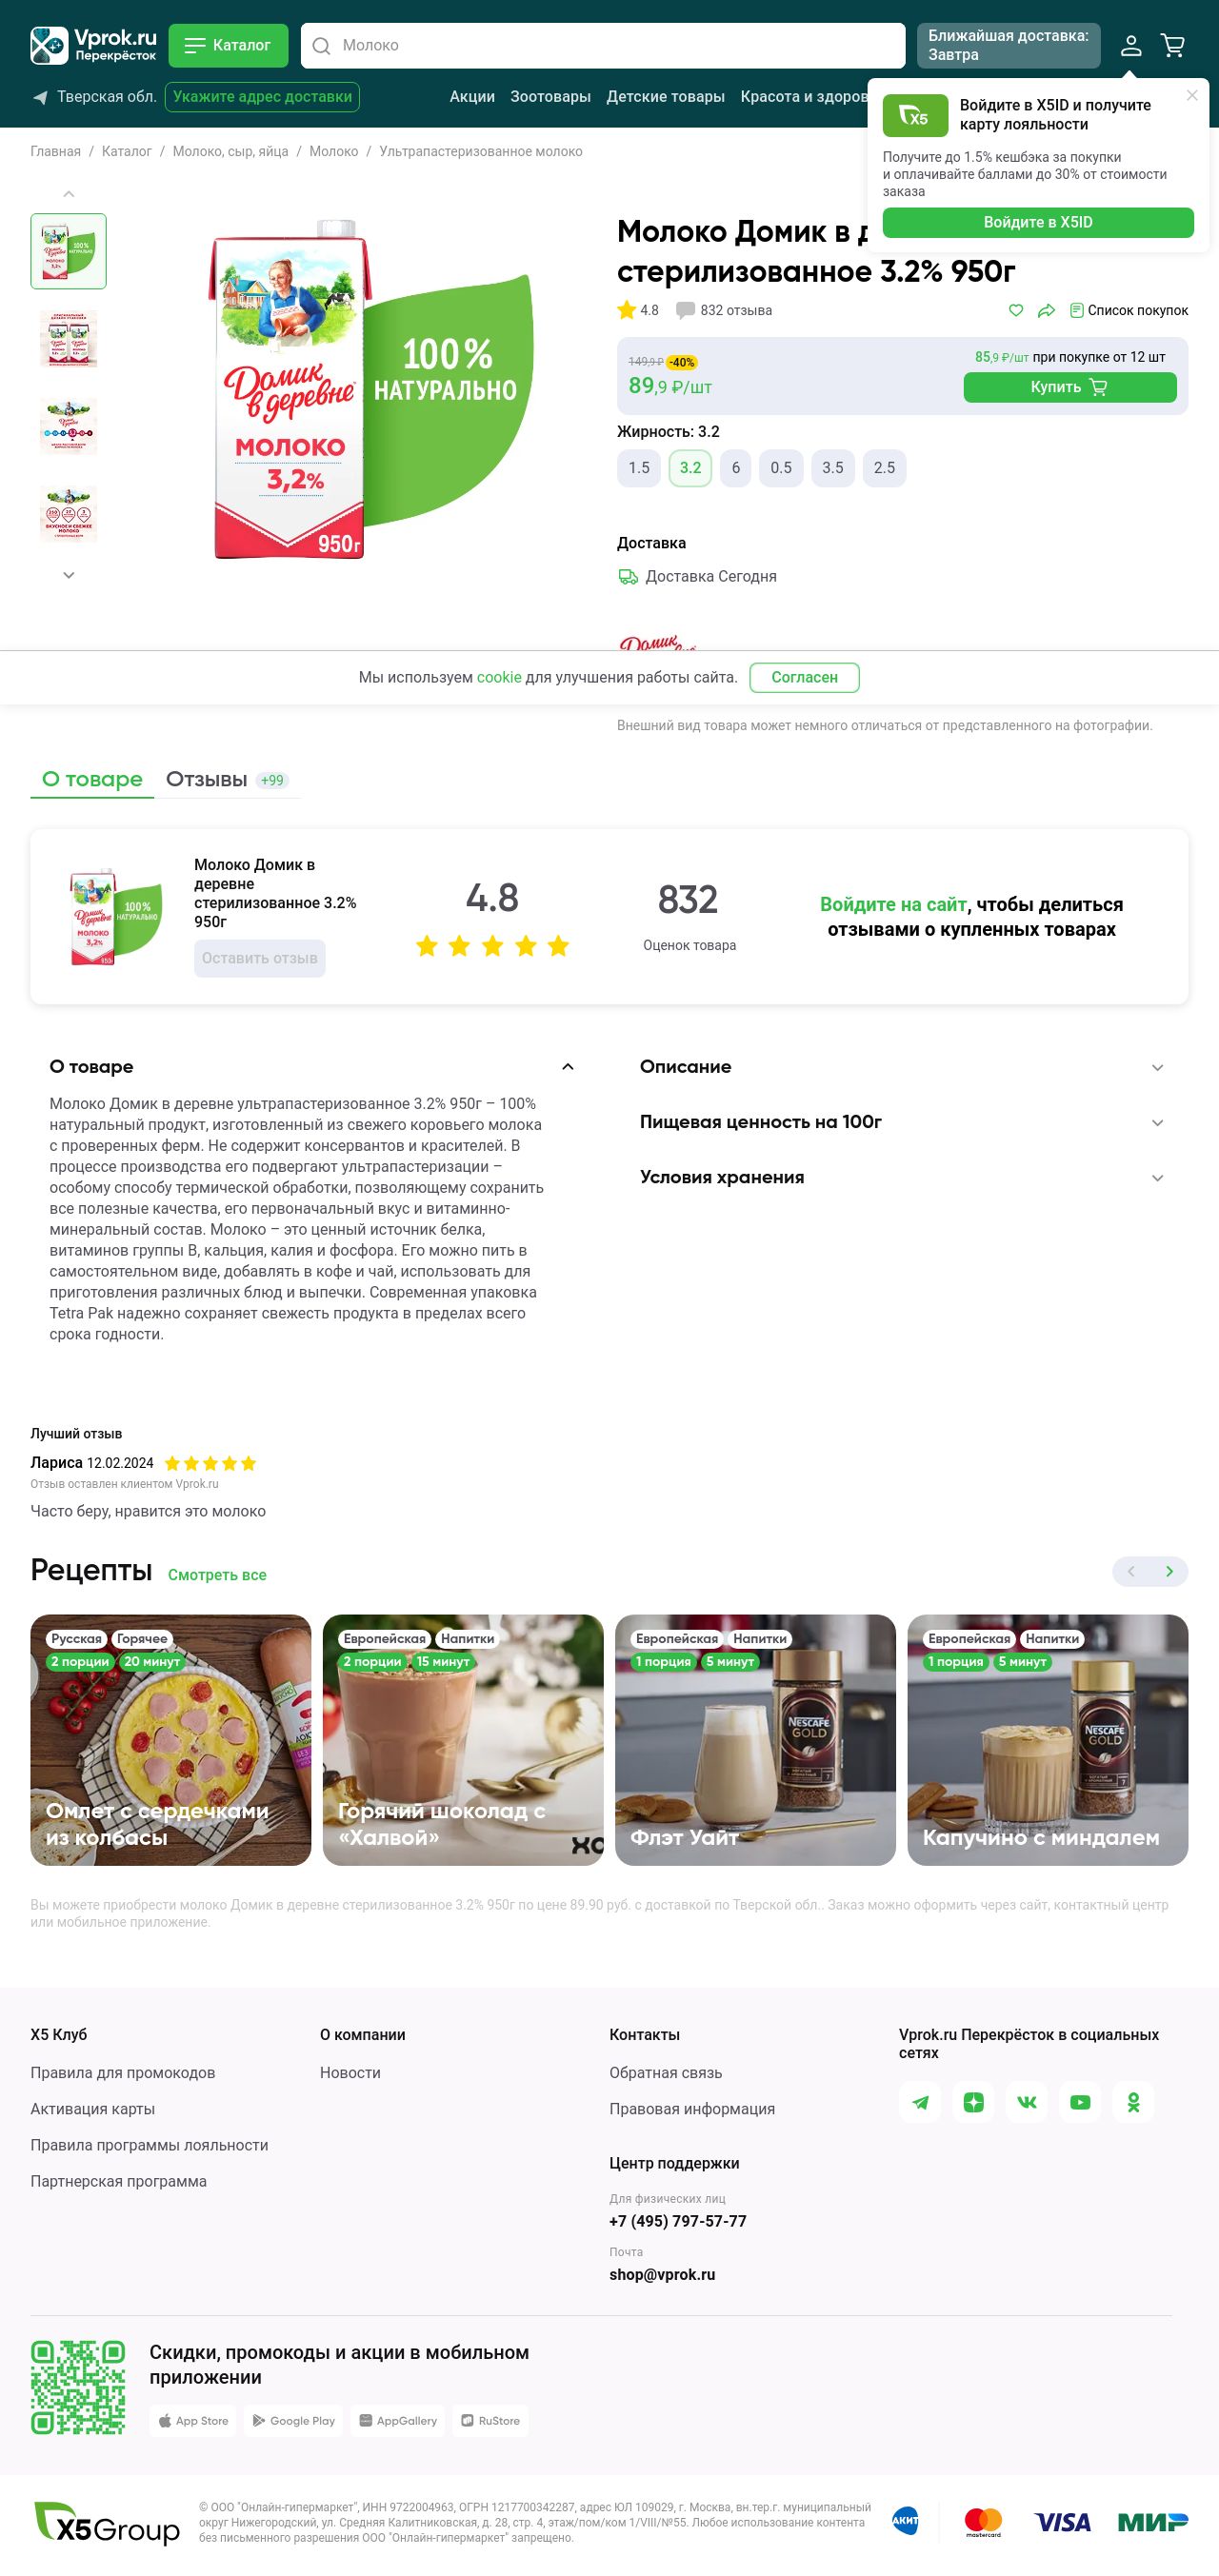 Vprok.ru
Перекрёсток
Каталог
Молоко
Ближайшая доставка:
Завтра
Тверская обл.
Укажите адрес доставки
Акции
Зоотовары
Детские товары
Красота и здоров
Х5
Войдите в X5ID и получите
карту лояльности
Получите до 1.5% кешбэка за покупки
и оплачивайте баллами до 30% от стоимости
заказа
Войдите в X5ID
Главная / Каталог / Молоко, сыр, яйца / Молоко / Ультрапастеризованное молоко
Домик
в деревне
МОЛОКО
3,2%
950г
100%
НАТУРАЛЬНО
Молоко Домик в д
стерилизованное 3.2% 950г
4.8
832 отзыва
Список покупок
149,9 ₽ -40%
89,9 ₽/шт
85,9 ₽/шт при покупке от 12 шт
Купить
Жирность: 3.2
1.5
3.2
6
0.5
3.5
2.5
Доставка
Доставка Сегодня
Домик
Мы используем cookie для улучшения работы сайта.
Согласен
Внешний вид товара может немного отличаться от представленного на фотографии.
О товаре
Отзывы +99
Молоко Домик в
деревне
стерилизованное 3.2%
950г
Оставить отзыв
4.8
832
Оценок товара
Войдите на сайт, чтобы делиться
отзывами о купленных товарах
О товаре
Молоко Домик в деревне ультрапастеризованное 3.2% 950г – 100%
натуральный продукт, изготовленный из свежего коровьего молока
с проверенных ферм. Не содержит консервантов и красителей. В
процессе производства его подвергают ультрапастеризации –
особому способу термической обработки, позволяющему сохранить
все полезные качества, его первоначальный вкус и витаминно-
минеральный состав. Молоко – это ценный источник белка,
витаминов группы В, кальция, калия и фосфора. Его можно пить в
самостоятельном виде, добавлять в кофе и чай, использовать для
приготовления различных блюд и выпечки. Современная упаковка
Tetra Pak надежно сохраняет свежесть продукта в пределах всего
срока годности.
Описание
Пищевая ценность на 100г
Условия хранения
Лучший отзыв
Лариса 12.02.2024
Отзыв оставлен клиентом Vprok.ru
Часто беру, нравится это молоко
Рецепты
Смотреть все
Русская Горячее
2 порции 20 минут
Омлет с сердечками
из колбасы
Европейская Напитки
2 порции 15 минут
Горячий шоколад с
«Халвой»
Европейская Напитки
1 порция 5 минут
NESCAFÉ
GOLD
Флэт Уайт
Европейская Напитки
1 порция 5 минут
NESCAFÉ
GOLD
Капучино с миндалем
Вы можете приобрести молоко Домик в деревне стерилизованное 3.2% 950г по цене 89.90 руб. с доставкой по Тверской обл.. Заказ можно оформить через сайт, контактный центр
или мобильное приложение.
X5 Клуб
Правила для промокодов
Активация карты
Правила программы лояльности
Партнерская программа
О компании
Новости
Контакты
Обратная связь
Правовая информация
Центр поддержки
Для физических лиц
+7 (495) 797-57-77
Почта
shop@vprok.ru
Vprok.ru Перекрёсток в социальных
сетях
Скидки, промокоды и акции в мобильном
приложении
App Store
Google Play
AppGallery
RuStore
X5Group
© ООО "Онлайн-гипермаркет", ИНН 9722004963, ОГРН 1217700342287, адрес ЮЛ 109029, г. Москва, вн.тер.г. муниципальный
округ Нижегородский, ул. Средняя Калитниковская, д. 28, стр. 4, этаж/пом/ком 1/VIII/№55. Любое использование контента
без письменного разрешения ООО "Онлайн-гипермаркет" запрещено.
АКИТ
mastercard
VISA
МИР